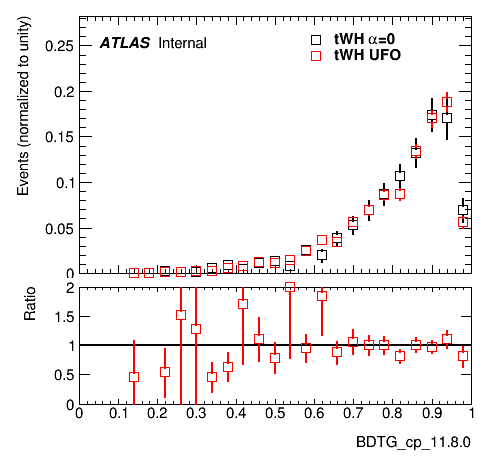 ATLAS Internal
tWH α=0
tWH UFO
Events (normalized to unity)
0.25
0.2
0.15
0.1
0.05
0
Ratio
2
1.5
1
0.5
0
0 0.1 0.2 0.3 0.4 0.5 0.6 0.7 0.8 0.9 1
BDTG_cp_11.8.0